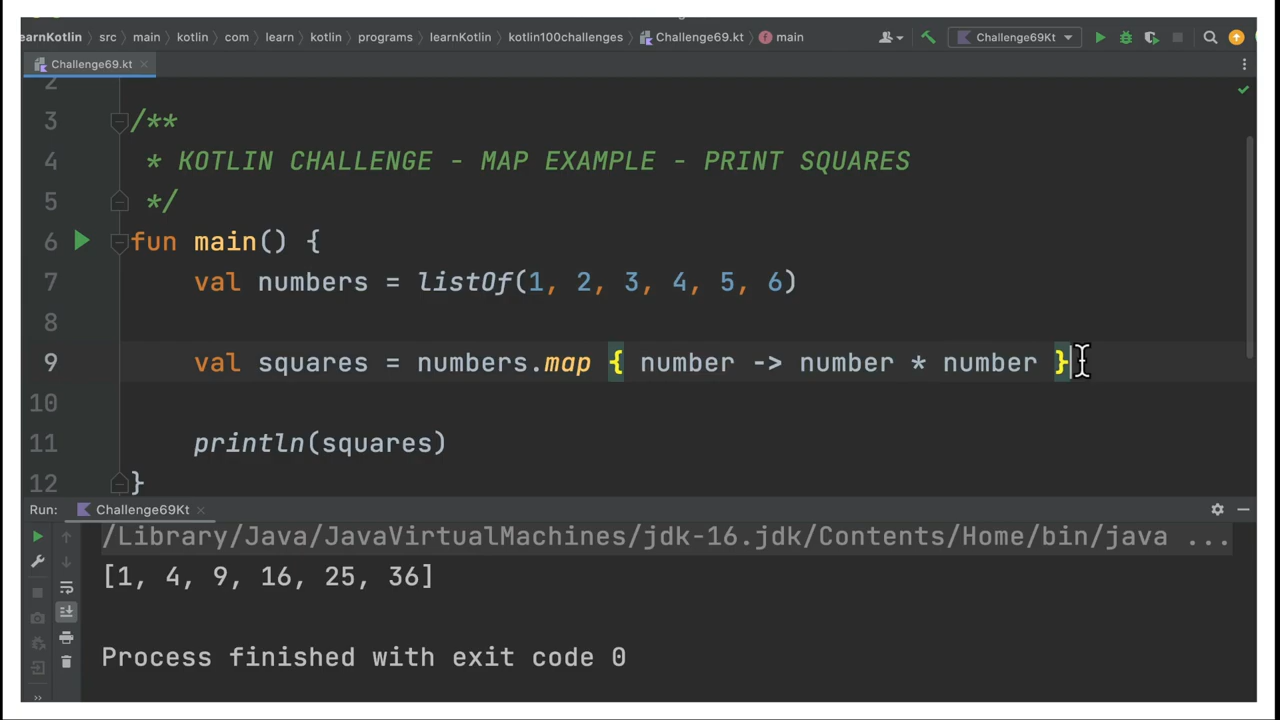 earnKotlin src main kotlin com learn kotlin programs learnKotlin kotlin100challenges Challenge69.kt main Challenge69Kt
Challenge69.kt
2
3 /**
4 * KOTLIN CHALLENGE - MAP EXAMPLE - PRINT SQUARES
5 */
6 fun main() {
7 val numbers = listOf(1, 2, 3, 4, 5, 6)
8
9 val squares = numbers.map { number -> number * number }
10
11 println(squares)
12 }
Run: Challenge69Kt
/Library/Java/JavaVirtualMachines/jdk-16.jdk/Contents/Home/bin/java ...
[1, 4, 9, 16, 25, 36]
Process finished with exit code 0